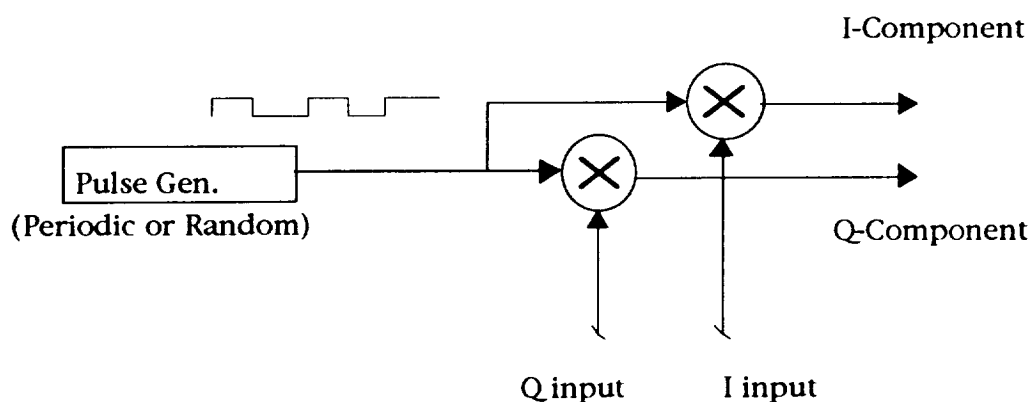 I-Component
Pulse Gen.
(Periodic or Random)
Q-Component
Q input
I input